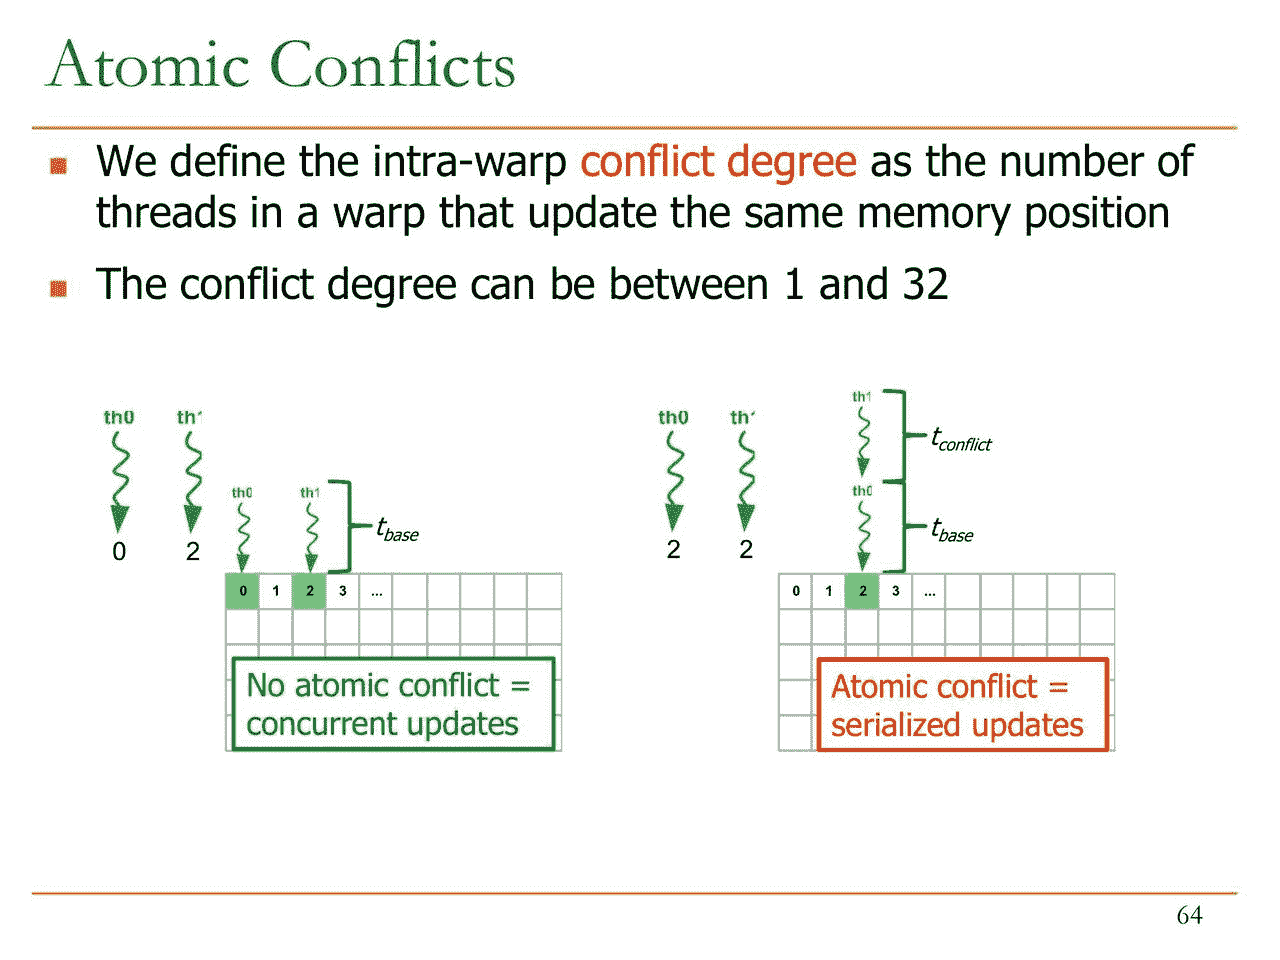 Atomic Conflicts
We define the intra-warp conflict degree as the number of
threads in a warp that update the same memory position
The conflict degree can be between 1 and 32
th0 th1
0 2
th0 th1
tbase
0 1 2 3 ...
No atomic conflict =
concurrent updates
th0 th1
2 2
th1
tconflict
th0
tbase
0 1 2 3 ...
Atomic conflict =
serialized updates
64